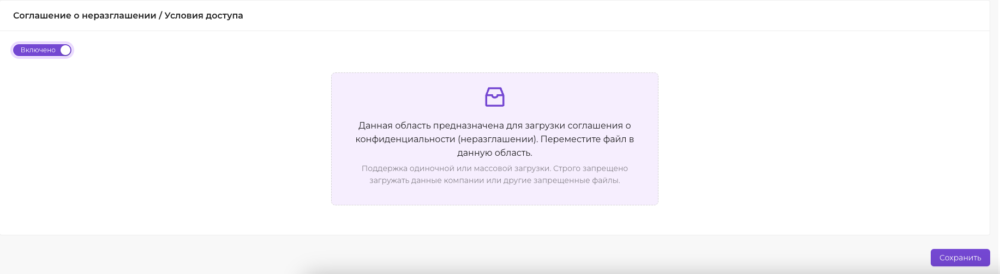 Соглашение о неразглашении / Условия доступа
Включено
Данная область предназначена для загрузки соглашения о
конфиденциальности (неразглашении). Переместите файл в
данную область.
Поддержка одиночной или массовой загрузки. Строго запрещено
загружать данные компании или другие запрещенные файлы.
Сохранить